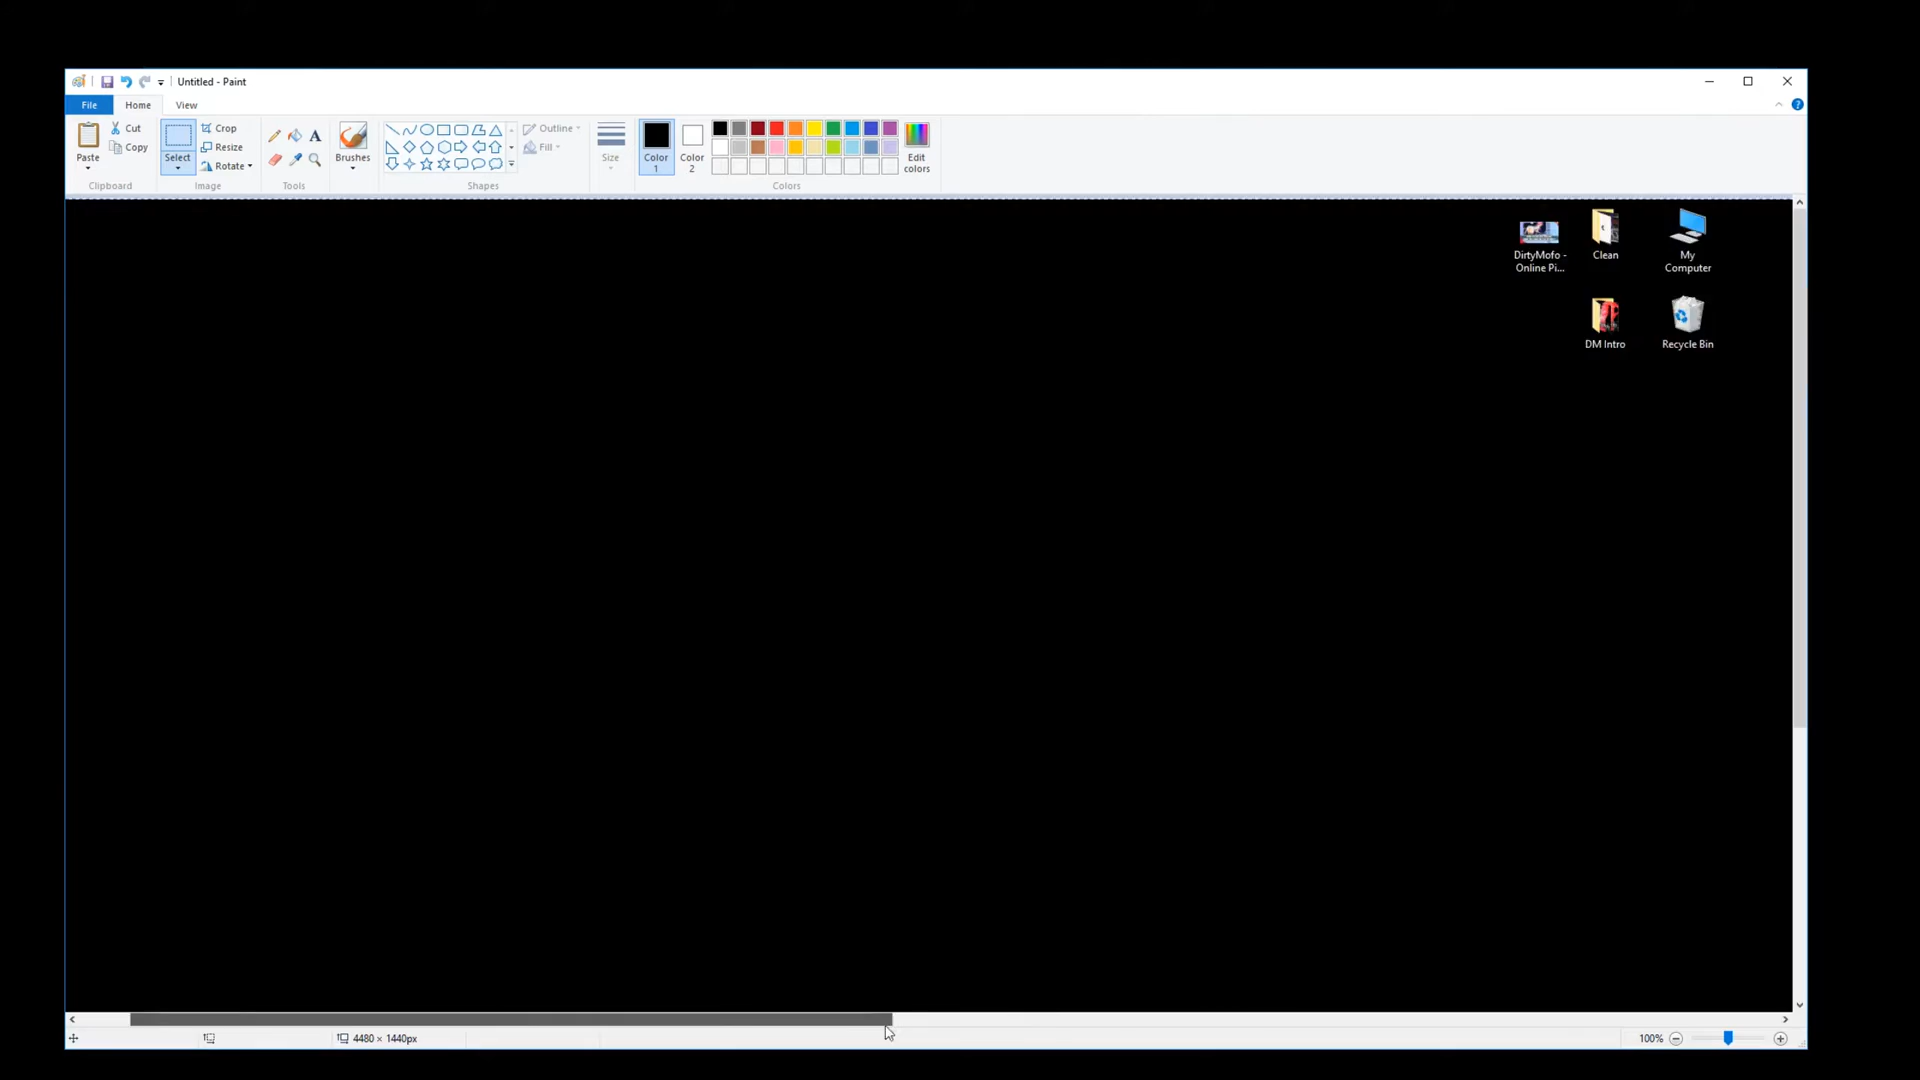 Untitled - Paint
File Home View
Paste
Cut
Copy
Clipboard
Select
Crop
Resize
Rotate
Image
A
Tools
Brushes
Shapes
Outline
Fill
Size
Color 1
Color 2
Edit colors
Colors
DirtyMofo -
Online Pi...
Clean
My
Computer
DM Intro
Recycle Bin
4480 × 1440px
100%